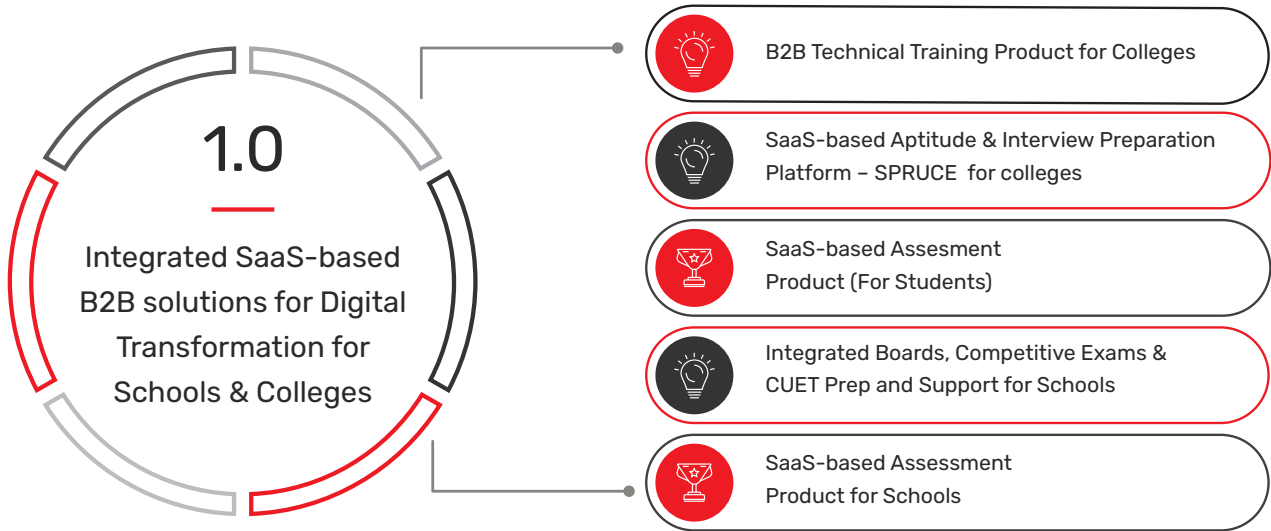 1.0
Integrated SaaS-based
B2B solutions for Digital
Transformation for
Schools & Colleges
B2B Technical Training Product for Colleges
SaaS-based Aptitude & Interview Preparation
Platform – SPRUCE for colleges
SaaS-based Assesment
Product (For Students)
Integrated Boards, Competitive Exams &
CUET Prep and Support for Schools
SaaS-based Assessment
Product for Schools